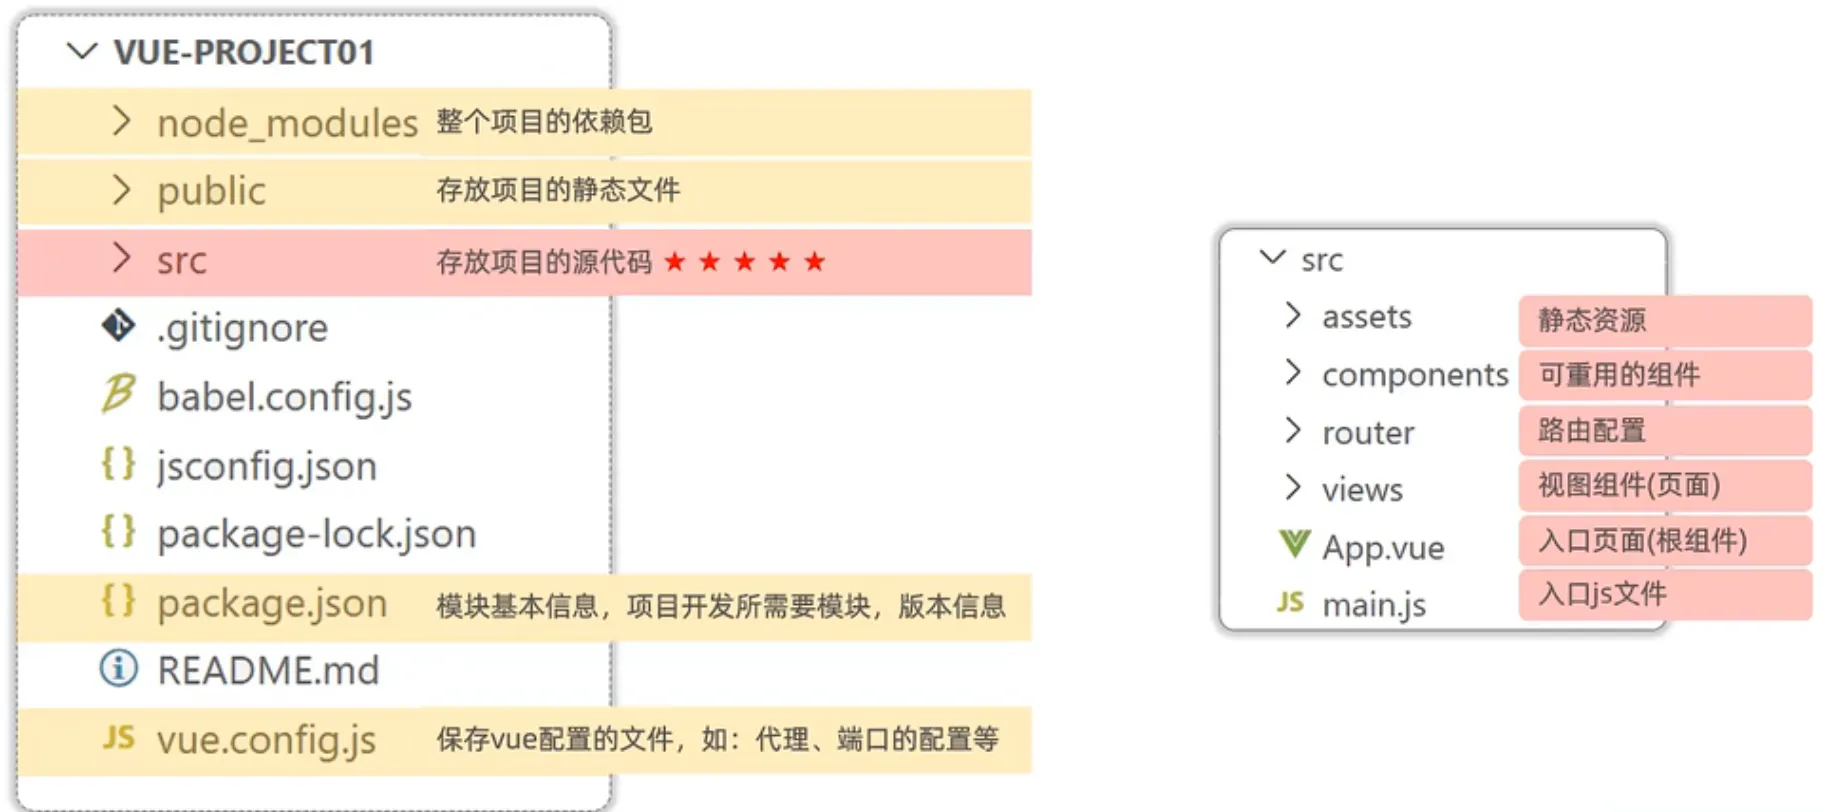 VUE-PROJECT01
node_modules 整个项目的依赖包
public 存放项目的静态文件
src 存放项目的源代码 ★ ★ ★ ★ ★
.gitignore
babel.config.js
jsconfig.json
package-lock.json
package.json 模块基本信息，项目开发所需要模块，版本信息
README.md
JS vue.config.js 保存vue配置的文件，如：代理、端口的配置等
src
assets 静态资源
components 可重用的组件
router 路由配置
views 视图组件(页面)
App.vue 入口页面(根组件)
JS main.js 入口js文件